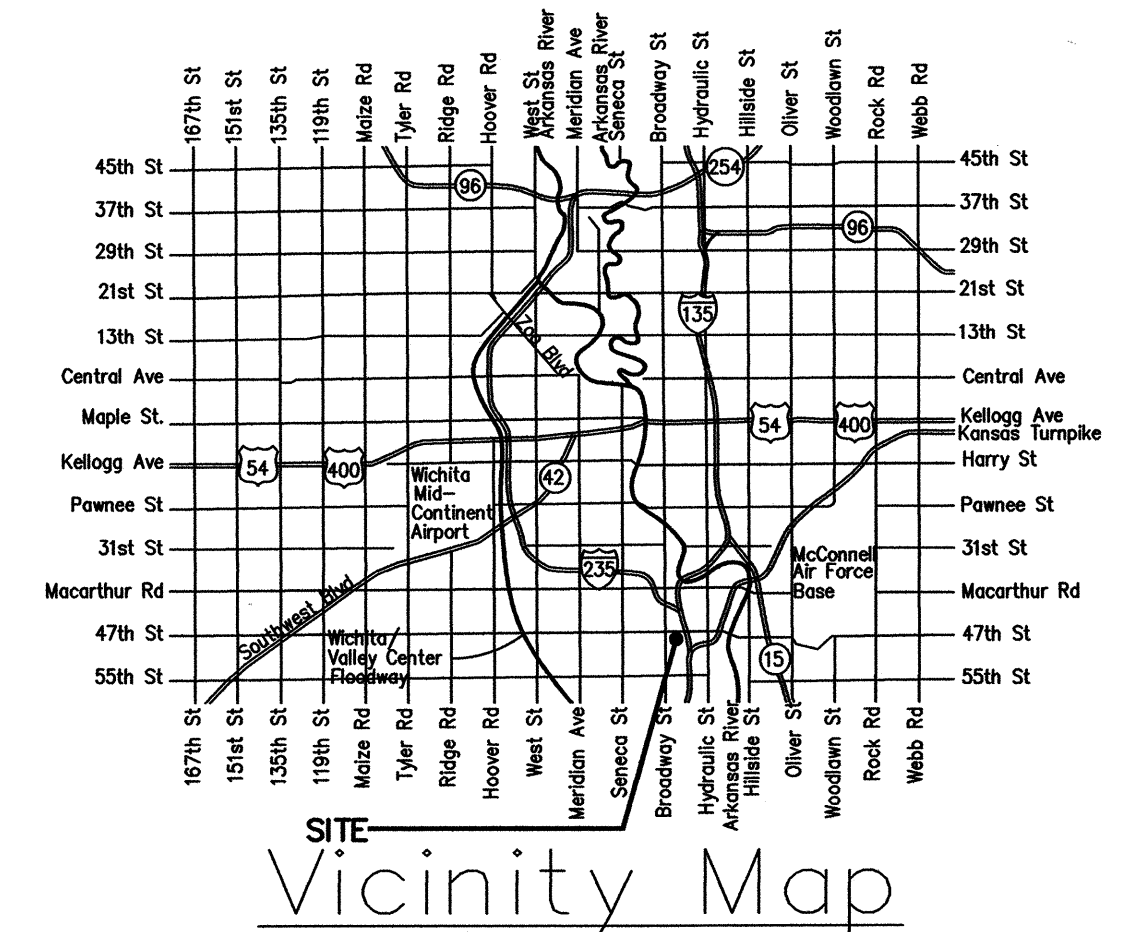 167th St
151st St
135th St
119th St
Maize Rd
Tyler Rd
Ridge Rd
Hoover Rd
West St
Arkansas River
Meridian Ave
Arkansas River
Seneca St
Broadway St
Hydraulic St
Hillside St
Oliver St
Woodlawn St
Rock Rd
Webb Rd
45th St
254
45th St
96
37th St
37th St
96
29th St
29th St
21st St
21st St
135
13th St
Zoo Blvd
13th St
Central Ave
Central Ave
Maple St.
54
400
Kellogg Ave
Kansas Turnpike
Kellogg Ave
54
400
Harry St
Wichita
Mid-
Continent
Airport
42
Pawnee St
Pawnee St
31st St
31st St
McConnell
Air Force
Base
235
Macarthur Rd
Macarthur Rd
Southwest Blvd
47th St
Wichita/
Valley Center
Floodway
47th St
15
55th St
55th St
167th St
151st St
135th St
119th St
Maize Rd
Tyler Rd
Ridge Rd
Hoover Rd
West St
Meridian Ave
Seneca St
Broadway St
Hydraulic St
Arkansas River
Hillside St
Oliver St
Woodlawn St
Rock Rd
Webb Rd
SITE
Vicinity Map